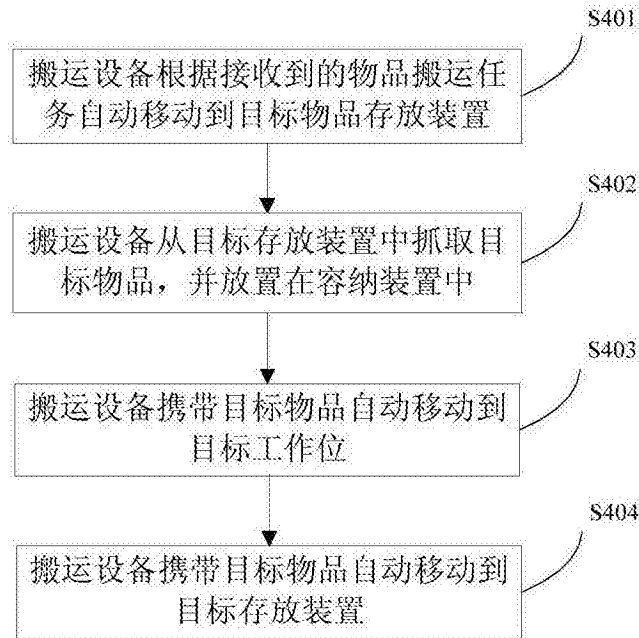 S401
搬运设备根据接收到的物品搬运任
务自动移动到目标物品存放装置
S402
搬运设备从目标存放装置中抓取目
标物品，并放置在容纳装置中
S403
搬运设备携带目标物品自动移动到
目标工作位
S404
搬运设备携带目标物品自动移动到
目标存放装置